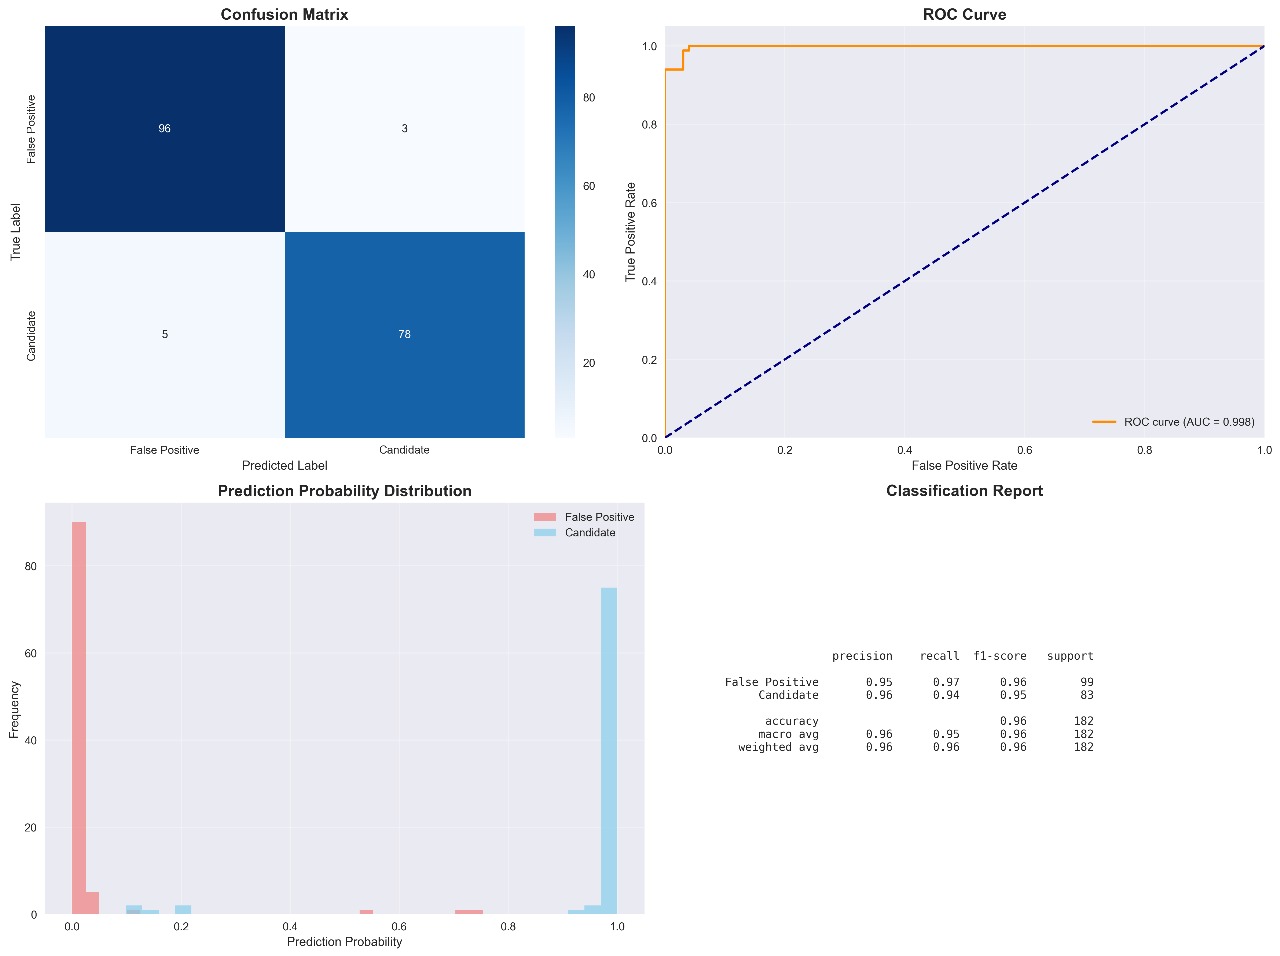 Confusion Matrix
False Positive
Candidate
True Label
96
3
5
78
False Positive
Candidate
Predicted Label
80
60
40
20
ROC Curve
True Positive Rate
1.0
0.8
0.6
0.4
0.2
0.0
0.0
0.2
0.4
0.6
0.8
1.0
False Positive Rate
ROC curve (AUC = 0.998)
Prediction Probability Distribution
False Positive
Candidate
Frequency
80
60
40
20
0
0.0
0.2
0.4
0.6
0.8
1.0
Prediction Probability
Classification Report
precision recall f1-score support
False Positive 0.95 0.97 0.96 99
Candidate 0.96 0.94 0.95 83
accuracy 0.96 182
macro avg 0.96 0.95 0.96 182
weighted avg 0.96 0.96 0.96 182